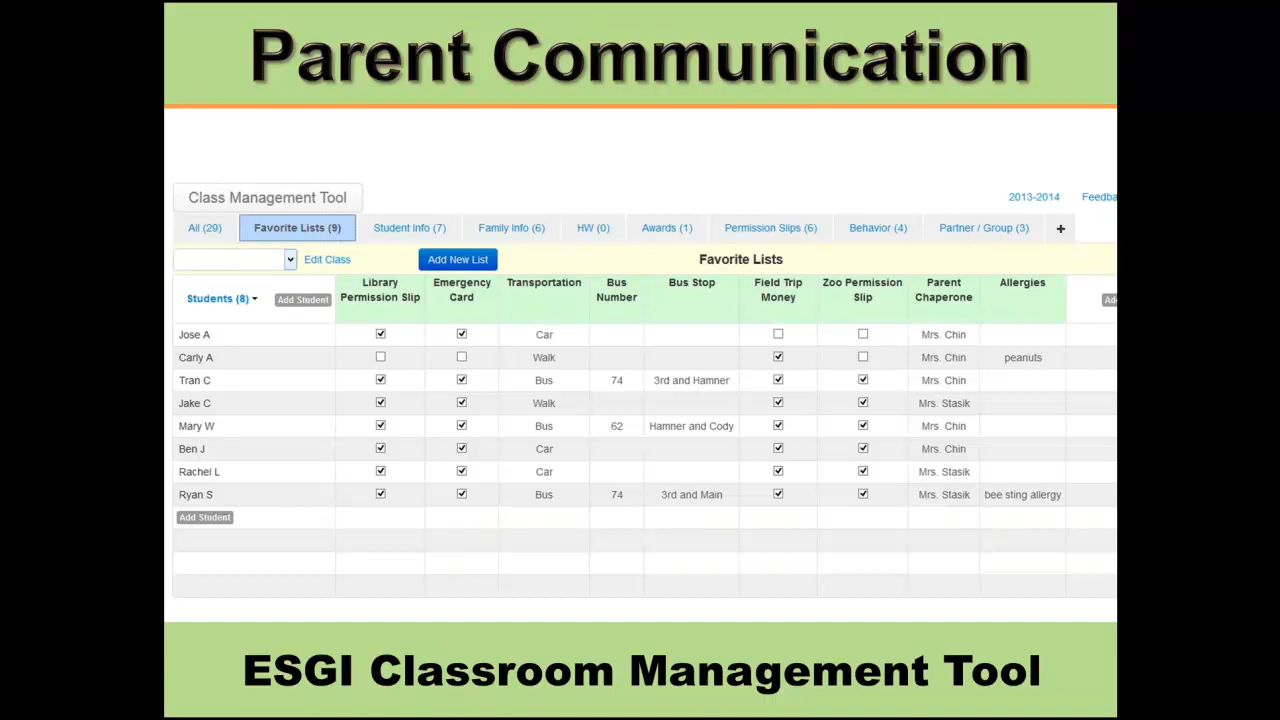 Parent Communication
Class Management Tool
2013-2014 Feedba
All (29) Favorite Lists (9) Student Info (7) Family Info (6) HW (0) Awards (1) Permission Slips (6) Behavior (4) Partner / Group (3) +
Edit Class Add New List Favorite Lists
Students (8) Add Student Library Permission Slip Emergency Card Transportation Bus Number Bus Stop Field Trip Money Zoo Permission Slip Parent Chaperone Allergies Ad
Jose A Car Mrs. Chin
Carly A Walk Mrs. Chin peanuts
Tran C Bus 74 3rd and Hamner Mrs. Chin
Jake C Walk Mrs. Stasik
Mary W Bus 62 Hamner and Cody Mrs. Chin
Ben J Car Mrs. Chin
Rachel L Car Mrs. Stasik
Ryan S Bus 74 3rd and Main Mrs. Stasik bee sting allergy
Add Student
ESGI Classroom Management Tool